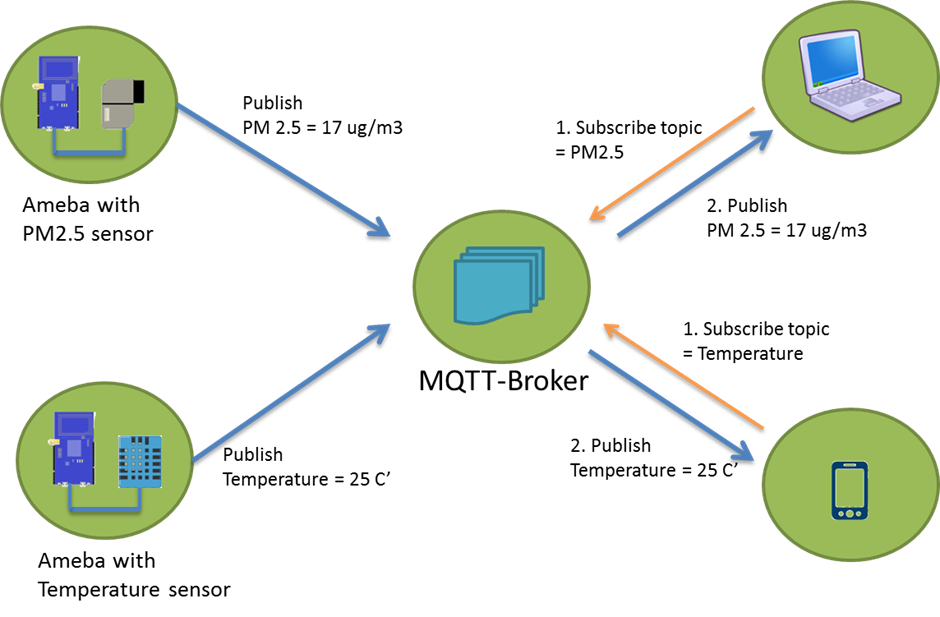 Publish
PM 2.5 = 17 ug/m3
Ameba with
PM2.5 sensor
1. Subscribe topic
= PM2.5
2. Publish
PM 2.5 = 17 ug/m3
MQTT-Broker
1. Subscribe topic
= Temperature
2. Publish
Temperature = 25 C’
Publish
Temperature = 25 C’
Ameba with
Temperature sensor